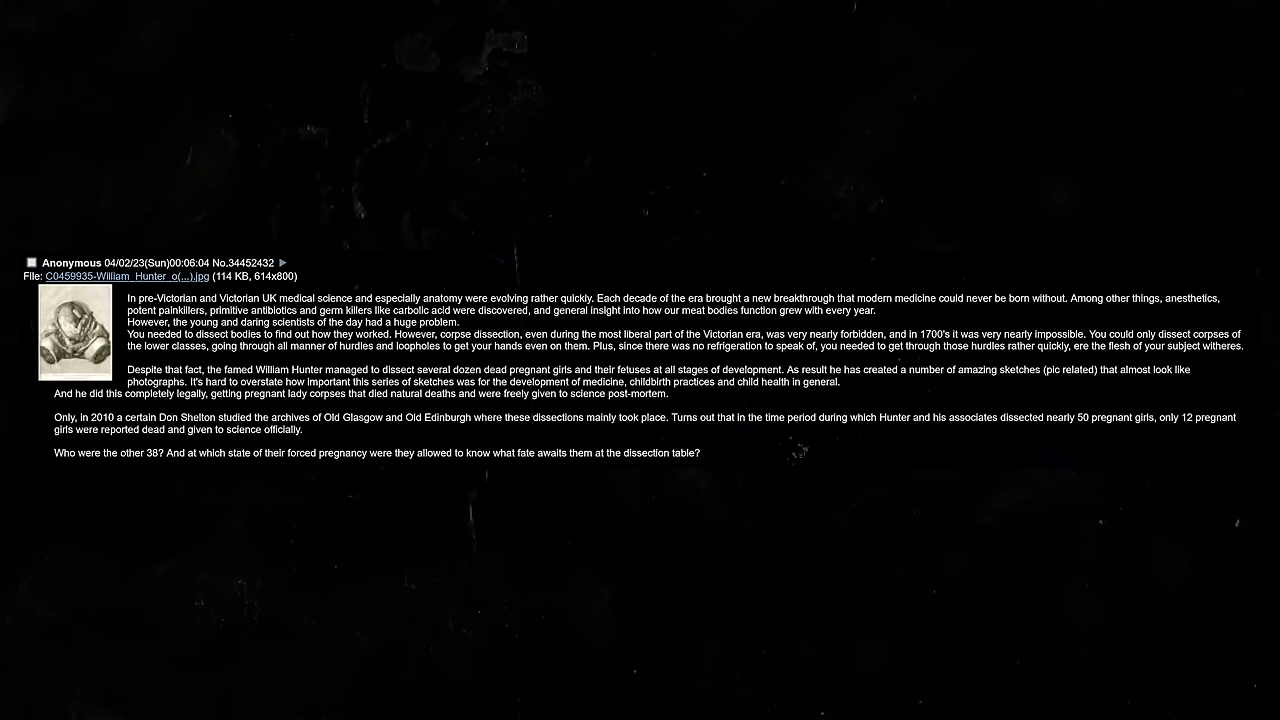 Anonymous 04/02/23(Sun)00:06:04 No.34452432 ▶
File: C0459935-William_Hunter_o(...).jpg (114 KB, 614x800)
In pre-Victorian and Victorian UK medical science and especially anatomy were evolving rather quickly. Each decade of the era brought a new breakthrough that modern medicine could never be born without. Among other things, anesthetics,
potent painkillers, primitive antibiotics and germ killers like carbolic acid were discovered, and general insight into how our meat bodies function grew with every year.
However, the young and daring scientists of the day had a huge problem.
You needed to dissect bodies to find out how they worked. However, corpse dissection, even during the most liberal part of the Victorian era, was very nearly forbidden, and in 1700's it was very nearly impossible. You could only dissect corpses of
the lower classes, going through all manner of hurdles and loopholes to get your hands even on them. Plus, since there was no refrigeration to speak of, you needed to get through those hurdles rather quickly, ere the flesh of your subject witheres.
Despite that fact, the famed William Hunter managed to dissect several dozen dead pregnant girls and their fetuses at all stages of development. As result he has created a number of amazing sketches (pic related) that almost look like
photographs. It's hard to overstate how important this series of sketches was for the development of medicine, childbirth practices and child health in general.
And he did this completely legally, getting pregnant lady corpses that died natural deaths and were freely given to science post-mortem.
Only, in 2010 a certain Don Shelton studied the archives of Old Glasgow and Old Edinburgh where these dissections mainly took place. Turns out that in the time period during which Hunter and his associates dissected nearly 50 pregnant girls, only 12 pregnant
girls were reported dead and given to science officially.
Who were the other 38? And at which state of their forced pregnancy were they allowed to know what fate awaits them at the dissection table?